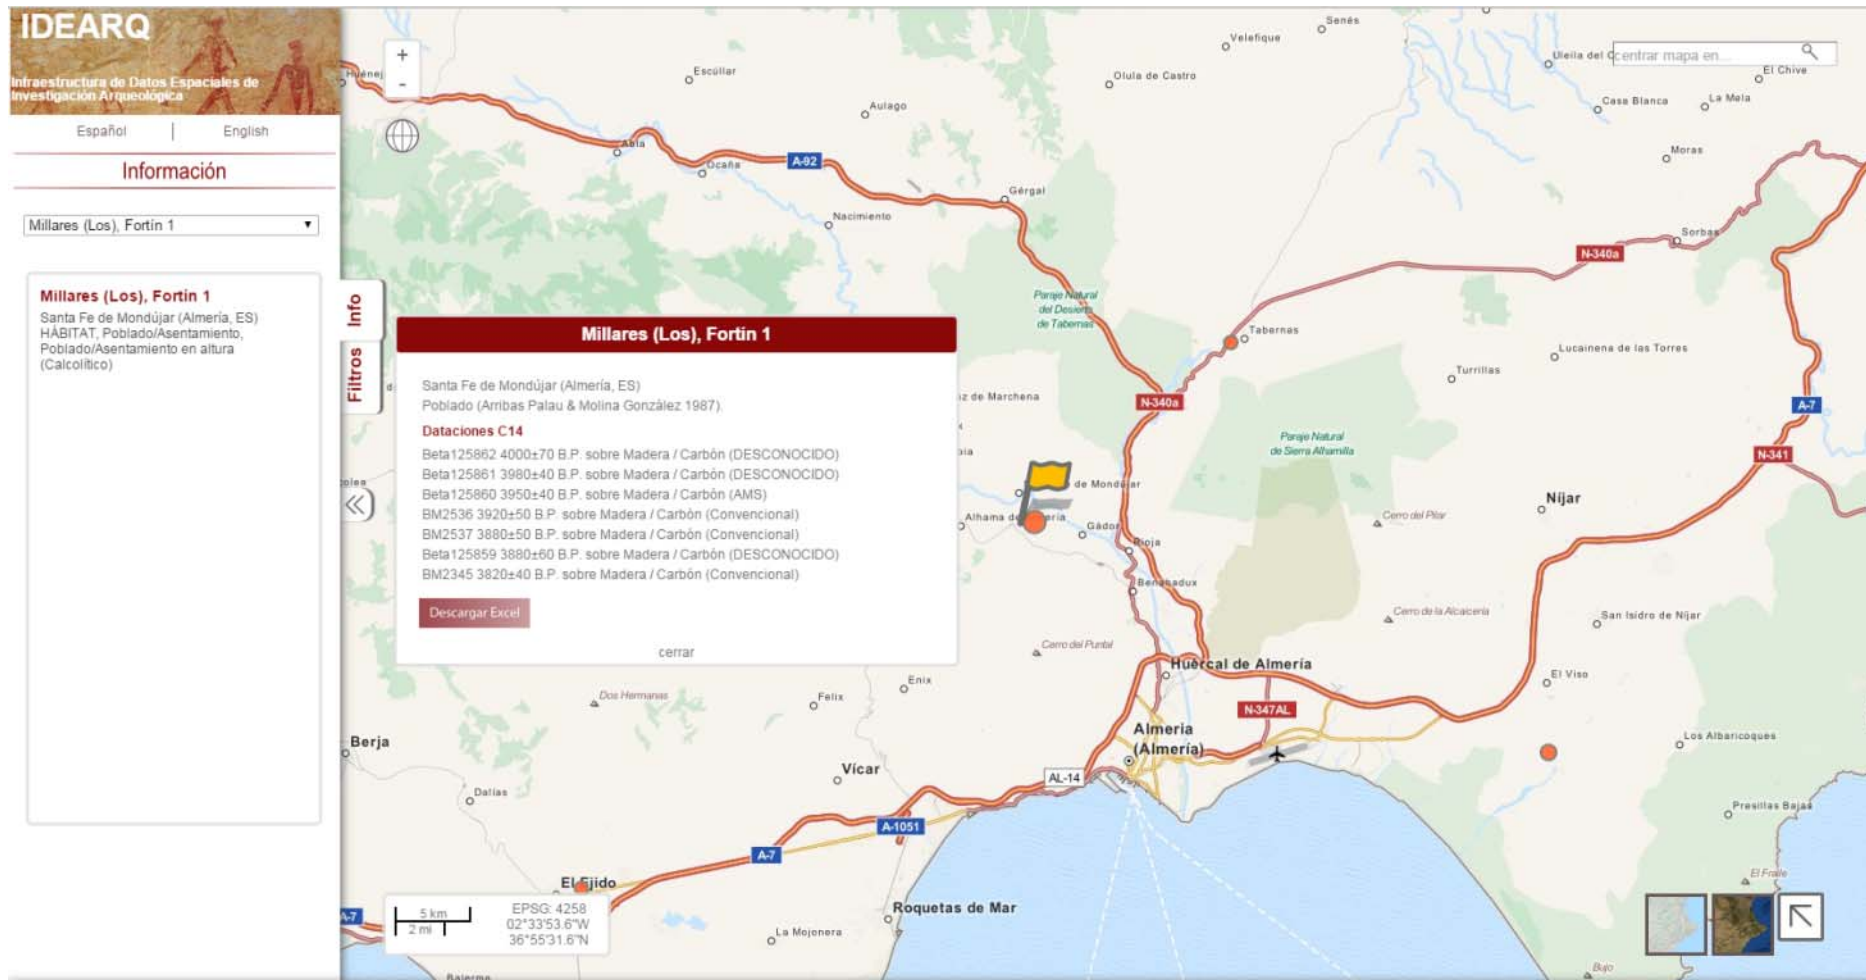 IDEARQ
Infraestructura de Datos Espaciales de
Investigación Arqueológica
Español | English
Información
Millares (Los), Fortín 1
Millares (Los), Fortín 1
Santa Fe de Mondújar (Almería, ES)
HÁBITAT, Poblado/Asentamiento,
Poblado/Asentamiento en altura
(Calcolítico)
Info
Filtros
+
-
centrar mapa en...
Millares (Los), Fortín 1
Santa Fe de Mondújar (Almería, ES)
Poblado (Arribas Palau & Molina González 1987).
Dataciones C14
Beta125862 4000±70 B.P. sobre Madera / Carbón (DESCONOCIDO)
Beta125861 3980±40 B.P. sobre Madera / Carbón (DESCONOCIDO)
Beta125860 3950±40 B.P. sobre Madera / Carbón (AMS)
BM2536 3920±50 B.P. sobre Madera / Carbón (Convencional)
BM2537 3880±50 B.P. sobre Madera / Carbón (Convencional)
Beta125859 3880±60 B.P. sobre Madera / Carbón (DESCONOCIDO)
BM2345 3820±40 B.P. sobre Madera / Carbón (Convencional)
Descargar Excel
cerrar
Senés
Velefique
Uleila del
El Chive
Escúllar
Olula de Castro
Casa Blanca
La Mela
Aulago
Abla
Ocaña
A-92
Moras
Gérgal
Nacimiento
Sorbas
N-340a
Paraje Natural
del Desierto
de Tabernas
Tabernas
Lucainena de las Torres
Turrillas
de Marchena
N-340a
A-7
Paraje Natural
de Sierra Alhamilla
N-341
de Mondújar
Níjar
Alhama de
Gádor
Cerro del Pilar
Rioja
Benahadux
Cerro de la Alcaicería
San Isidro de Níjar
Cerro del Puntal
Huércal de Almería
El Viso
Enix
Dos Hermanas
Felix
N-347AL
Berja
Almería
(Almería)
Los Albaricoques
Vícar
AL-14
Dalías
Presillas Bajas
A-1051
A-7
El Ejido
El Fraile
Roquetas de Mar
A-7
La Mojonera
Balerma
Bujo
5 km
2 mi
EPSG: 4258
02°33'53.6"W
36°55'31.6"N